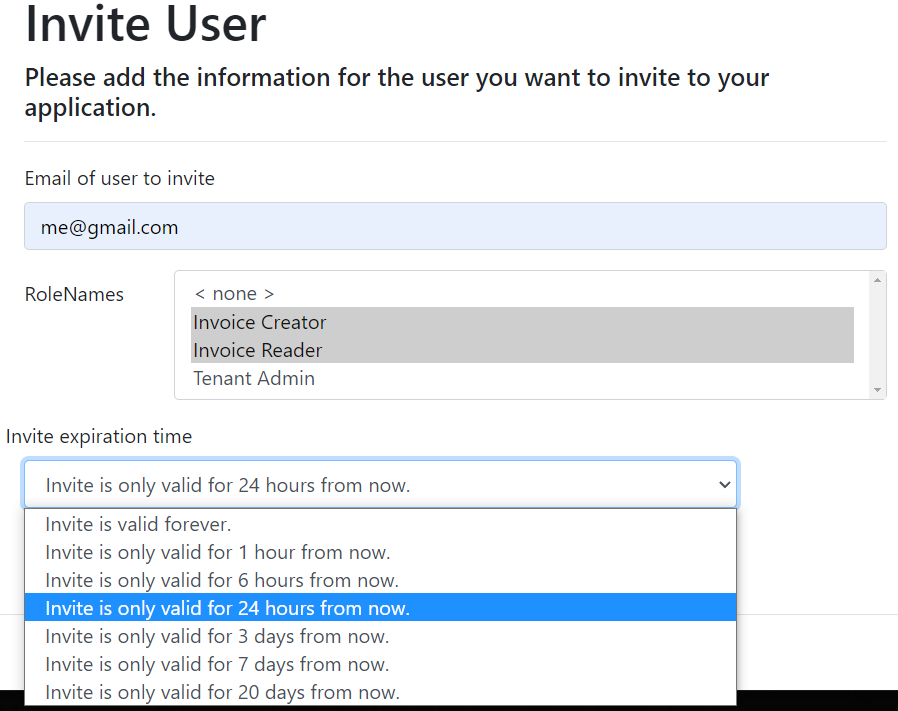 Invite User
Please add the information for the user you want to invite to your
application.
Email of user to invite
me@gmail.com
RoleNames
< none >
Invoice Creator
Invoice Reader
Tenant Admin
Invite expiration time
Invite is only valid for 24 hours from now.
Invite is valid forever.
Invite is only valid for 1 hour from now.
Invite is only valid for 6 hours from now.
Invite is only valid for 24 hours from now.
Invite is only valid for 3 days from now.
Invite is only valid for 7 days from now.
Invite is only valid for 20 days from now.